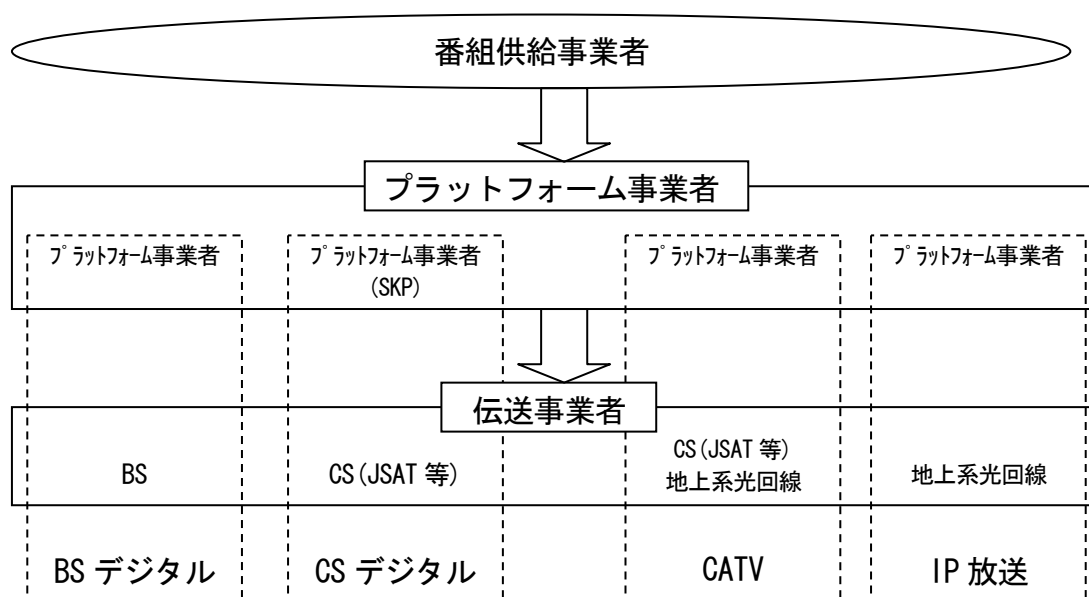 番組供給事業者
プラットフォーム事業者
プラットフォーム事業者
プラットフォーム事業者
(SKP)
プラットフォーム事業者
プラットフォーム事業者
伝送事業者
BS
CS(JSAT 等)
CS(JSAT 等)
地上系光回線
地上系光回線
BS デジタル
CS デジタル
CATV
IP 放送